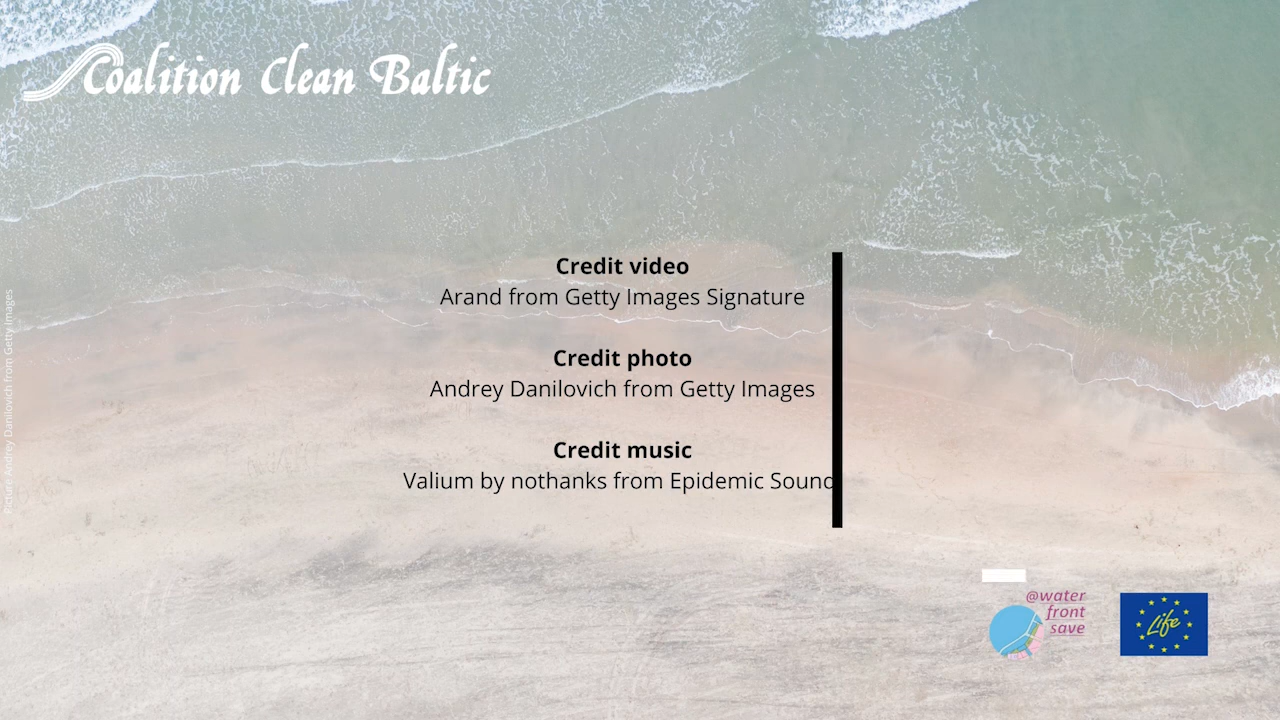 Coalition Clean Baltic
Credit video
Arand from Getty Images Signature
Credit photo
Andrey Danilovich from Getty Images
Credit music
Valium by nothanks from Epidemic Sound
Picture Andrey Danilovich from Getty Images
@water
front
save
Life